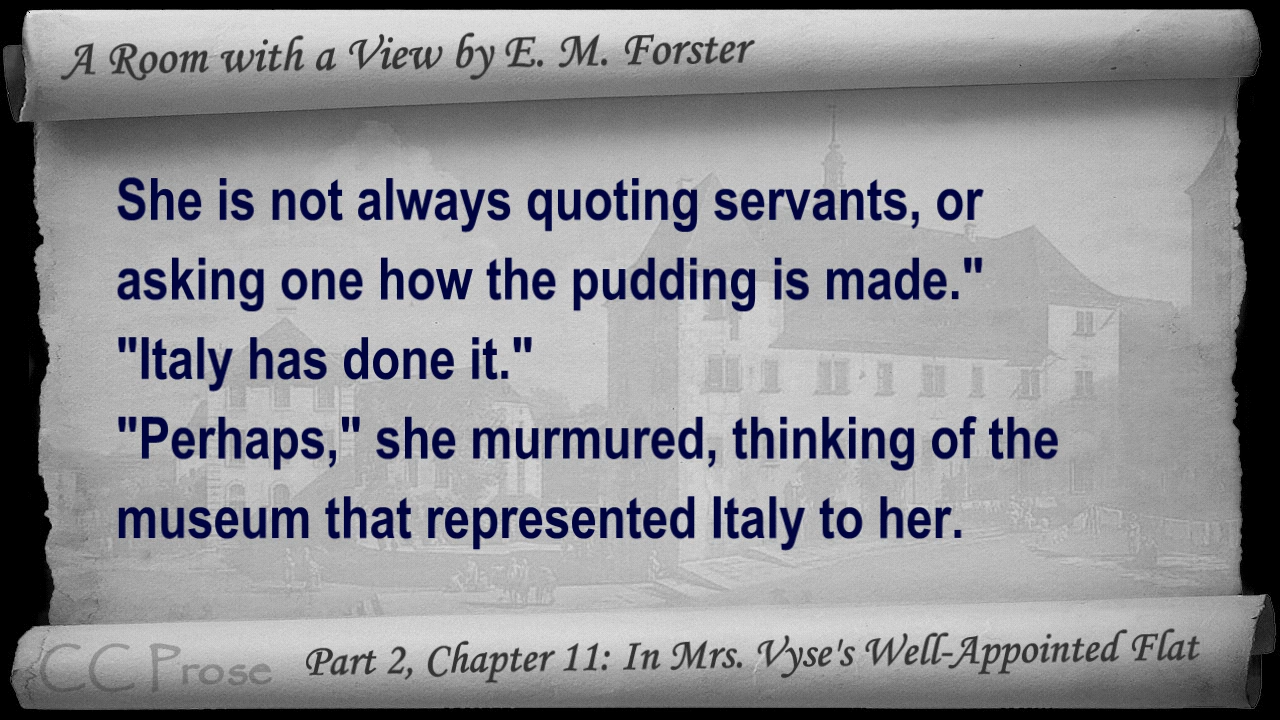 A Room with a View by E. M. Forster
She is not always quoting servants, or
asking one how the pudding is made."
"Italy has done it."
"Perhaps," she murmured, thinking of the
museum that represented Italy to her.
CC Prose
Part 2, Chapter 11: In Mrs. Vyse's Well-Appointed Flat